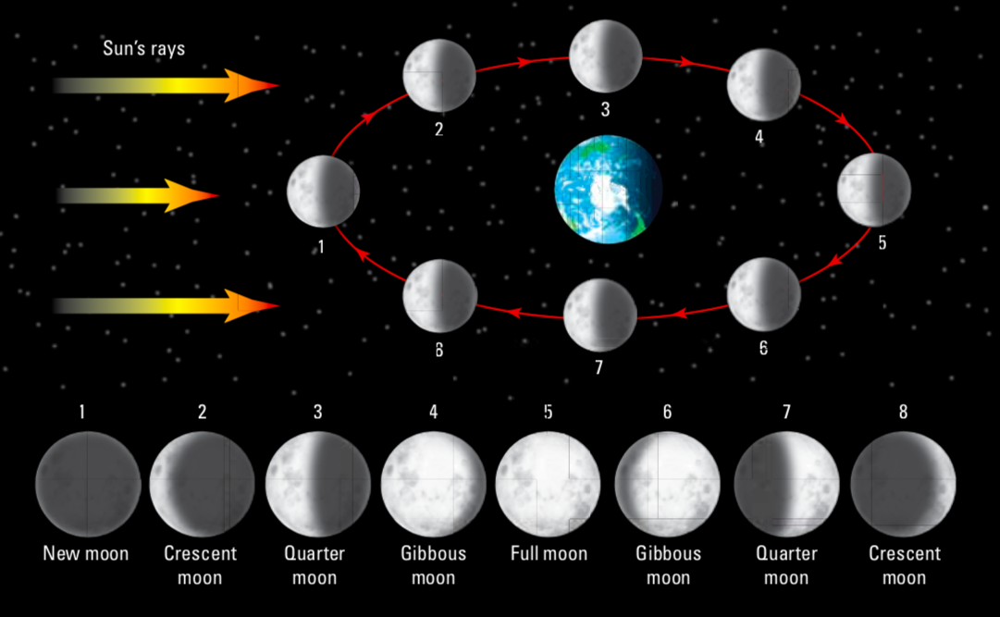 Sun's rays
3
2
4
1
5
8
6
7
1 2 3 4 5 6 7 8
New moon
Crescent
moon
Quarter
moon
Gibbous
moon
Full moon
Gibbous
moon
Quarter
moon
Crescent
moon